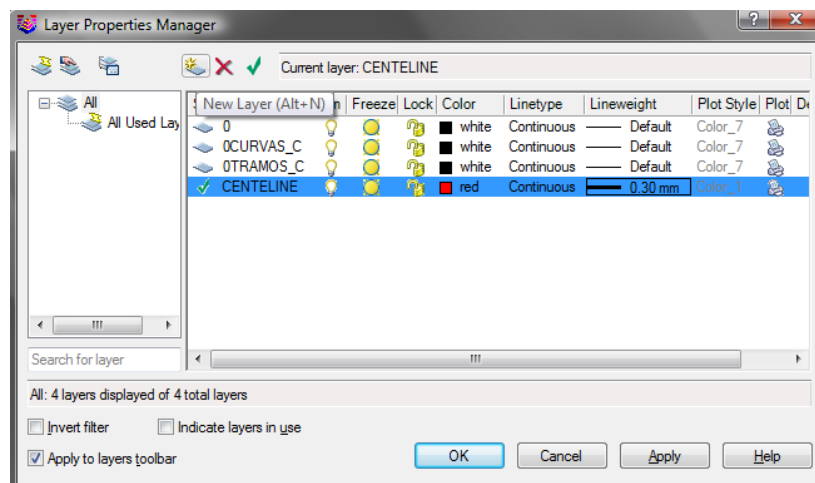 Layer Properties Manager
Current layer: CENTELINE
All
All Used Lay
New Layer (Alt+N)
Freeze Lock Color Linetype Lineweight Plot Style Plot De
0 white Continuous Default Color_7
0CURVAS_C white Continuous Default Color_7
0TRAMOS_C white Continuous Default Color_7
CENTELINE red Continuous 0.30 mm Color_1
Search for layer
All: 4 layers displayed of 4 total layers
Invert filter Indicate layers in use
Apply to layers toolbar
OK Cancel Apply Help